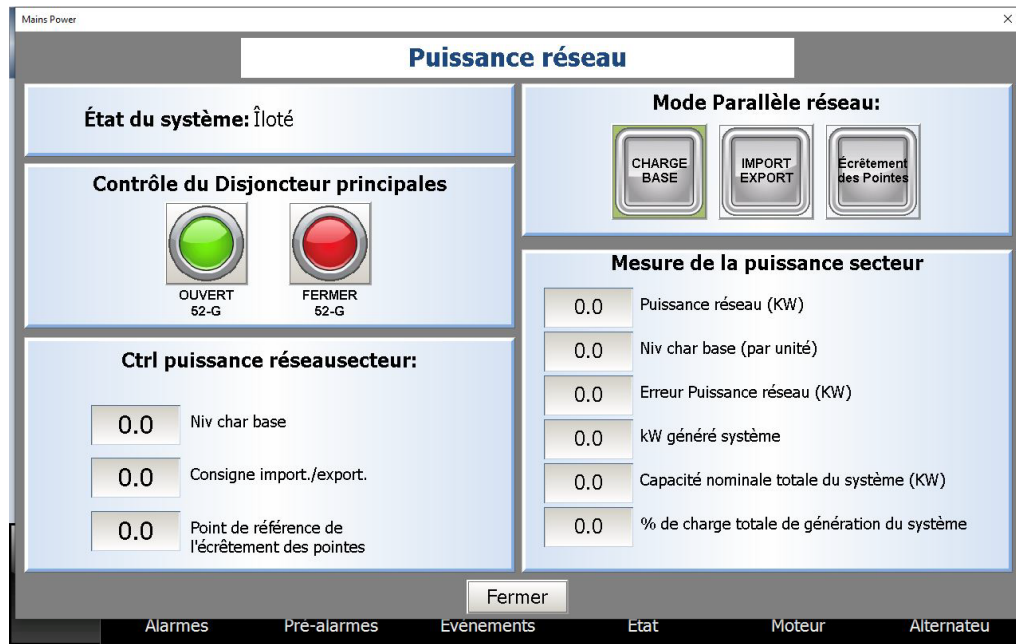 Mains Power
Puissance réseau
État du système: Îloté
Contrôle du Disjoncteur principales
OUVERT
52-G
FERMER
52-G
Ctrl puissance réseausecteur:
0.0 Niv char base
0.0 Consigne import./export.
0.0 Point de référence de
l'écrêtement des pointes
Mode Parallèle réseau:
CHARGE
BASE
IMPORT
EXPORT
Écrêtement
des Pointes
Mesure de la puissance secteur
0.0 Puissance réseau (KW)
0.0 Niv char base (par unité)
0.0 Erreur Puissance réseau (KW)
0.0 kW généré système
0.0 Capacité nominale totale du système (KW)
0.0 % de charge totale de génération du système
Fermer
Alarmes Pré-alarmes Evénements Etat Moteur Alternateu